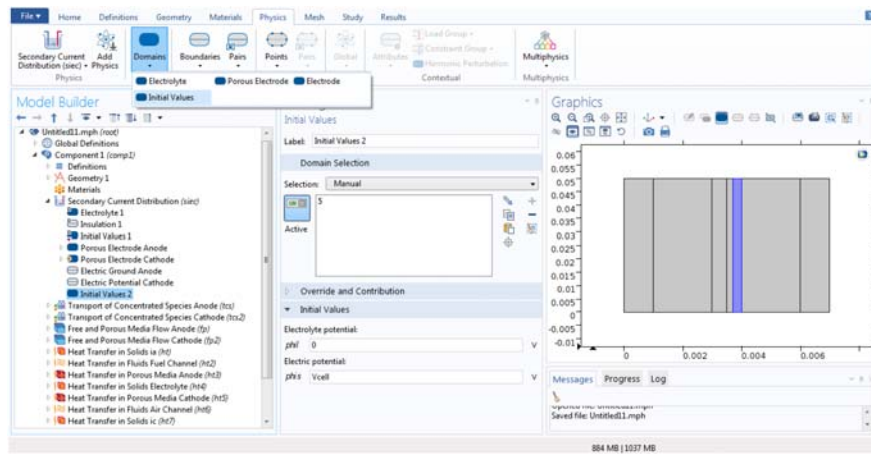 File Home Definitions Geometry Materials Physics Mesh Study Results
Secondary Current Distribution (siec) Add Physics Domains Boundaries Pairs Points Pairs Global Attributes Load Group Constraint Group Harmonic Perturbation Multiphysics
Physics Contextual Multiphysics
Electrolyte Porous Electrode Electrode
Initial Values
Model Builder
Untitled11.mph (root)
Global Definitions
Component 1 (comp1)
Definitions
Geometry 1
Materials
Secondary Current Distribution (siec)
Electrolyte 1
Insulation 1
Initial Values 1
Porous Electrode Anode
Porous Electrode Cathode
Electric Ground Anode
Electric Potential Cathode
Initial Values 2
Transport of Concentrated Species Anode (tcs)
Transport of Concentrated Species Cathode (tcs2)
Free and Porous Media Flow Anode (fp)
Free and Porous Media Flow Cathode (fp2)
Heat Transfer in Solids ia (ht)
Heat Transfer in Fluids Fuel Channel (ht2)
Heat Transfer in Porous Media Anode (ht3)
Heat Transfer in Solids Electrolyte (ht4)
Heat Transfer in Porous Media Cathode (ht5)
Heat Transfer in Fluids Air Channel (ht6)
Heat Transfer in Solids ic (ht7)
Initial Values
Label: Initial Values 2
Domain Selection
Selection: Manual
5
Active
Override and Contribution
Initial Values
Electrolyte potential:
phil 0 V
Electric potential:
phis Vcell V
Graphics
0.06
0.055
0.05
0.045
0.04
0.035
0.03
0.025
0.02
0.015
0.01
0.005
0
-0.005
-0.01
0 0.002 0.004 0.006
Messages Progress Log
Opened file: Untitled11.mph
Saved file: Untitled11.mph
884 MB | 1037 MB